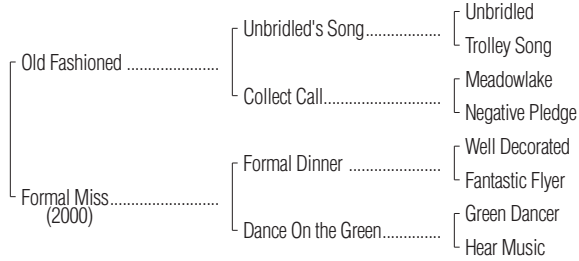 Unbridled
Unbridled's Song....................
Trolley Song
Old Fashioned .......................
Meadowlake
Collect Call..............................
Negative Pledge
Well Decorated
Formal Dinner .......................
Fantastic Flyer
Formal Miss...........................
(2000)
Green Dancer
Dance On the Green...............
Hear Music